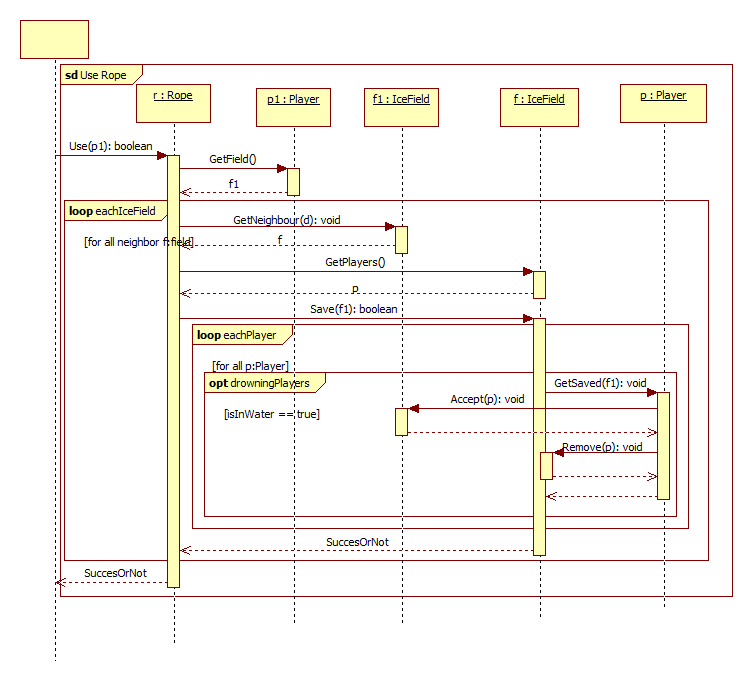 sd Use Rope
r : Rope
p1 : Player
f1 : IceField
f : IceField
p : Player
Use(p1): boolean
GetField()
f1
loop eachIceField
GetNeighbour(d): void
[for all neighbor f:field]
f
GetPlayers()
p
Save(f1): boolean
loop eachPlayer
[for all p:Player]
opt drowningPlayers
GetSaved(f1): void
Accept(p): void
[isInWater == true]
Remove(p): void
SuccesOrNot
SuccesOrNot